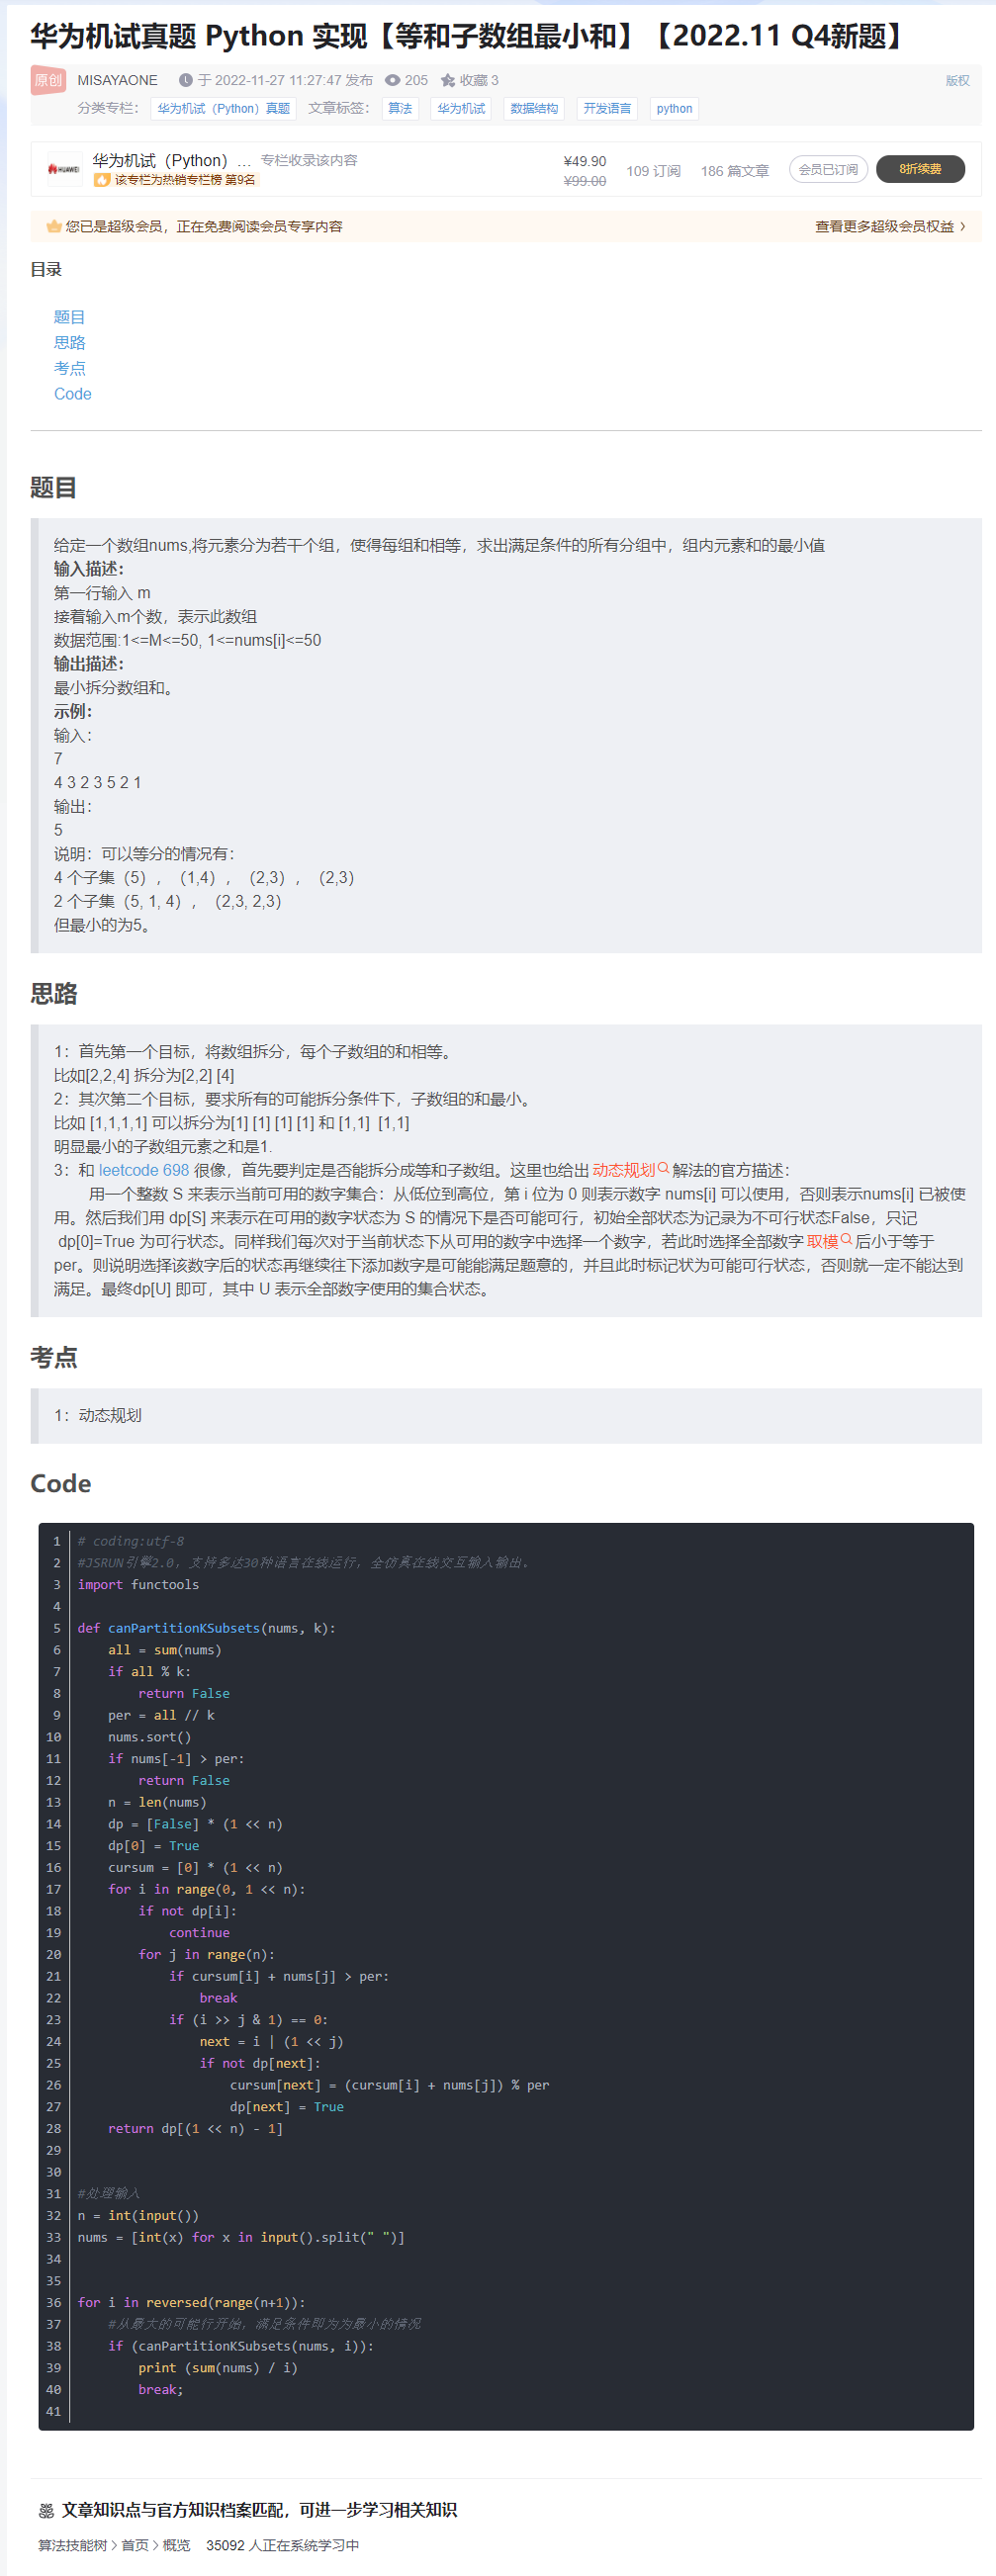 华为机试真题 Python 实现【等和子数组最小和】【2022.11 Q4新题】
原创 MISAYAONE 于 2022-11-27 11:27:47 发布 205 收藏 3 版权
分类专栏： 华为机试（Python）真题 文章标签： 算法 华为机试 数据结构 开发语言 python
HUAWEI 华为机试（Python）... 专栏收录该内容 ¥49.90 109 订阅 186 篇文章 会员已订阅 8折续费
该专栏为热销专栏榜 第9名 ¥99.00
您已是超级会员，正在免费阅读会员专享内容 查看更多超级会员权益
目录
题目
思路
考点
Code
题目
给定一个数组nums,将元素分为若干个组，使得每组和相等，求出满足条件的所有分组中，组内元素和的最小值
输入描述：
第一行输入 m
接着输入m个数，表示此数组
数据范围:1<=M<=50, 1<=nums[i]<=50
输出描述：
最小拆分数组和。
示例：
输入：
7
4 3 2 3 5 2 1
输出：
5
说明：可以等分的情况有：
4 个子集（5），（1,4），（2,3），（2,3）
2 个子集（5, 1, 4），（2,3, 2,3）
但最小的为5。
思路
1：首先第一个目标，将数组拆分，每个子数组的和相等。
比如[2,2,4] 拆分为[2,2] [4]
2：其次第二个目标，要求所有的可能拆分条件下，子数组的和最小。
比如 [1,1,1,1] 可以拆分为[1] [1] [1] [1] 和 [1,1]  [1,1]
明显最小的子数组元素之和是1.
3：和 leetcode 698 很像，首先要判定是否能拆分成等和子数组。这里也给出 动态规划 解法的官方描述：
用一个整数 S 来表示当前可用的数字集合：从低位到高位，第 i 位为 0 则表示数字 nums[i] 可以使用，否则表示nums[i] 已被使
用。然后我们用 dp[S] 来表示在可用的数字状态为 S 的情况下是否可能可行，初始全部状态为记录为不可行状态False，只记
dp[0]=True 为可行状态。同样我们每次对于当前状态下从可用的数字中选择一个数字，若此时选择全部数字 取模 后小于等于
per。则说明选择该数字后的状态再继续往下添加数字是可能能满足题意的，并且此时标记状为可能可行状态，否则就一定不能达到
满足。最终dp[U] 即可，其中 U 表示全部数字使用的集合状态。
考点
1：动态规划
Code
1 # coding:utf-8
2 #JSRUN引擎2.0，支持多达30种语言在线运行，全仿真在线交互输入输出。
3 import functools
4
5 def canPartitionKSubsets(nums, k):
6     all = sum(nums)
7     if all % k:
8         return False
9     per = all // k
10     nums.sort()
11     if nums[-1] > per:
12         return False
13     n = len(nums)
14     dp = [False] * (1 << n)
15     dp[0] = True
16     cursum = [0] * (1 << n)
17     for i in range(0, 1 << n):
18         if not dp[i]:
19             continue
20         for j in range(n):
21             if cursum[i] + nums[j] > per:
22                 break
23             if (i >> j & 1) == 0:
24                 next = i | (1 << j)
25                 if not dp[next]:
26                     cursum[next] = (cursum[i] + nums[j]) % per
27                     dp[next] = True
28     return dp[(1 << n) - 1]
29
30
31 #处理输入
32 n = int(input())
33 nums = [int(x) for x in input().split(" ")]
34
35
36 for i in reversed(range(n+1)):
37     #从最大的可能行开始，满足条件即为为最小的情况
38     if (canPartitionKSubsets(nums, i)):
39         print (sum(nums) / i)
40         break;
41
文章知识点与官方知识档案匹配，可进一步学习相关知识
算法技能树 > 首页 > 概览 35092 人正在系统学习中